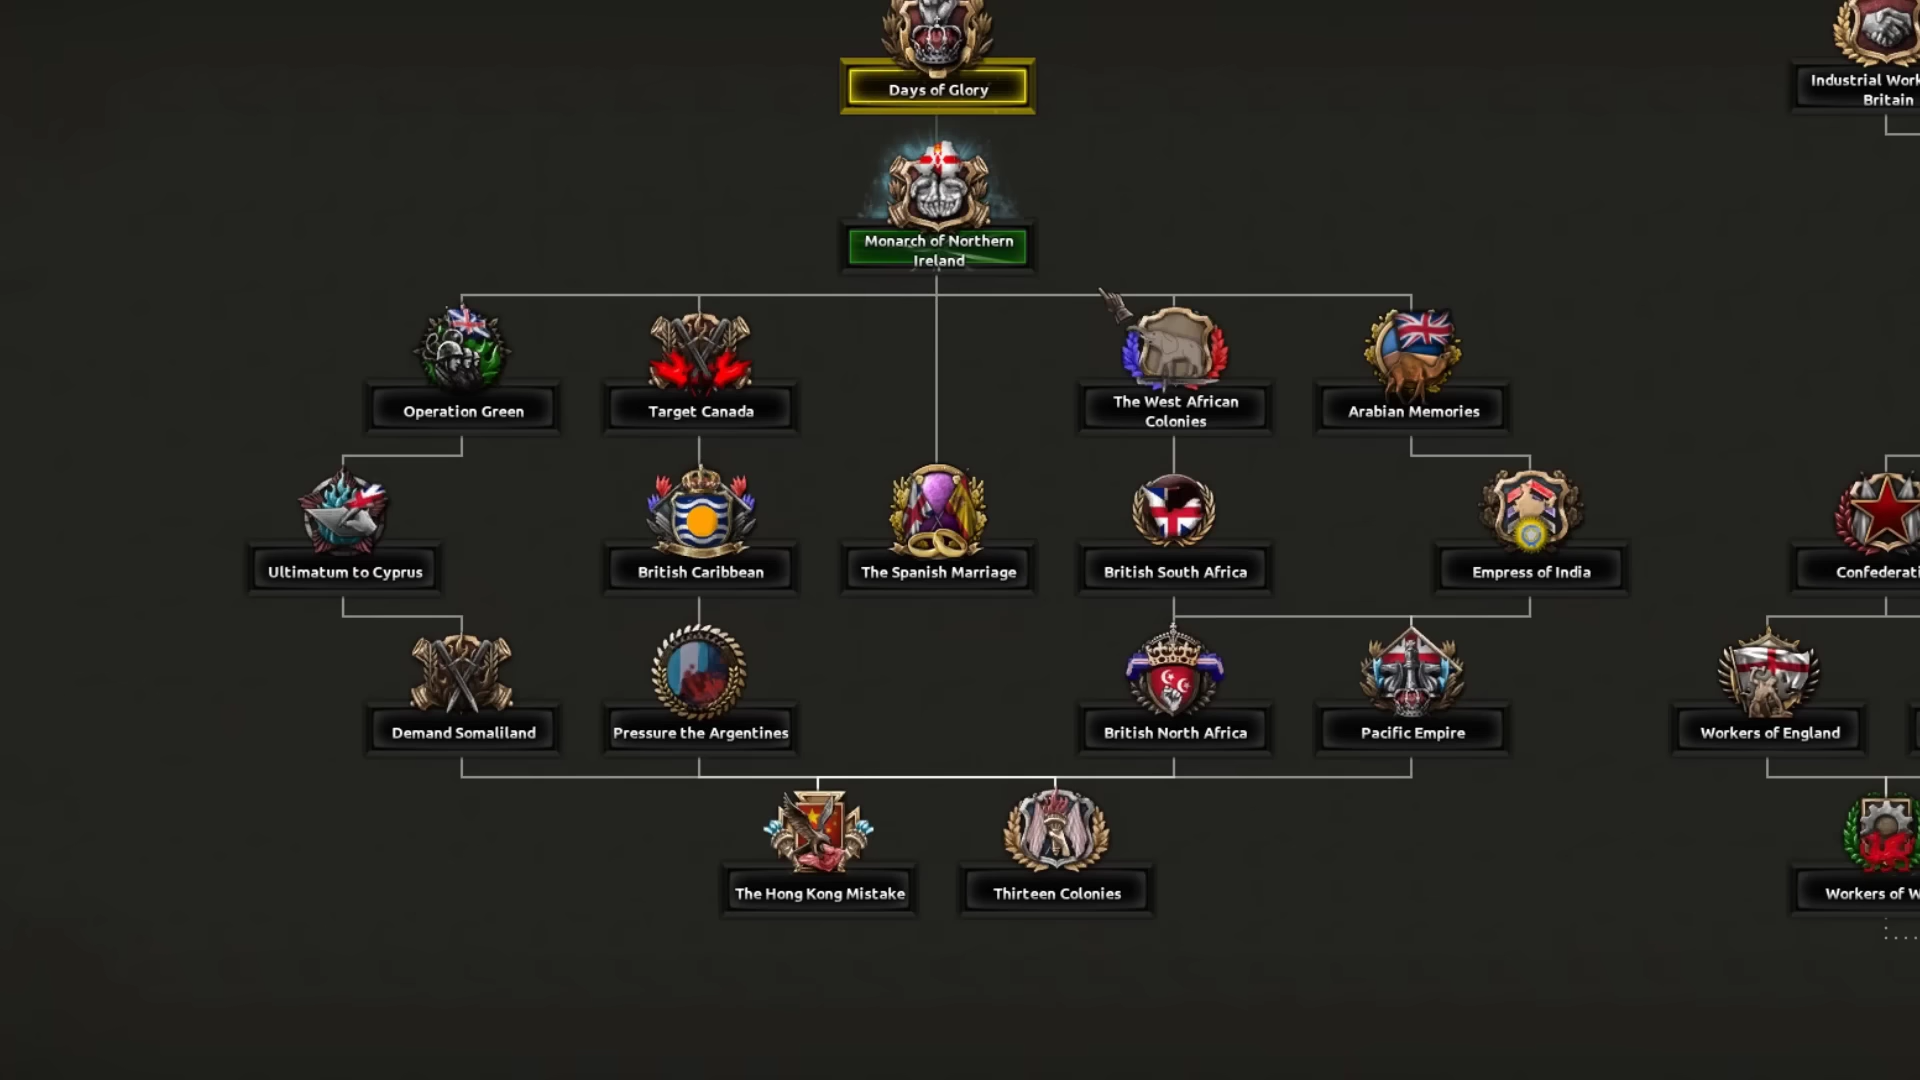 Days of Glory
Industrial
Britain
Monarch of Northern
Ireland
Operation Green
Target Canada
The West African
Colonies
Arabian Memories
Ultimatum to Cyprus
British Caribbean
The Spanish Marriage
British South Africa
Empress of India
Demand Somaliland
Pressure the Argentines
British North Africa
Pacific Empire
Workers of England
The Hong Kong Mistake
Thirteen Colonies
Workers of